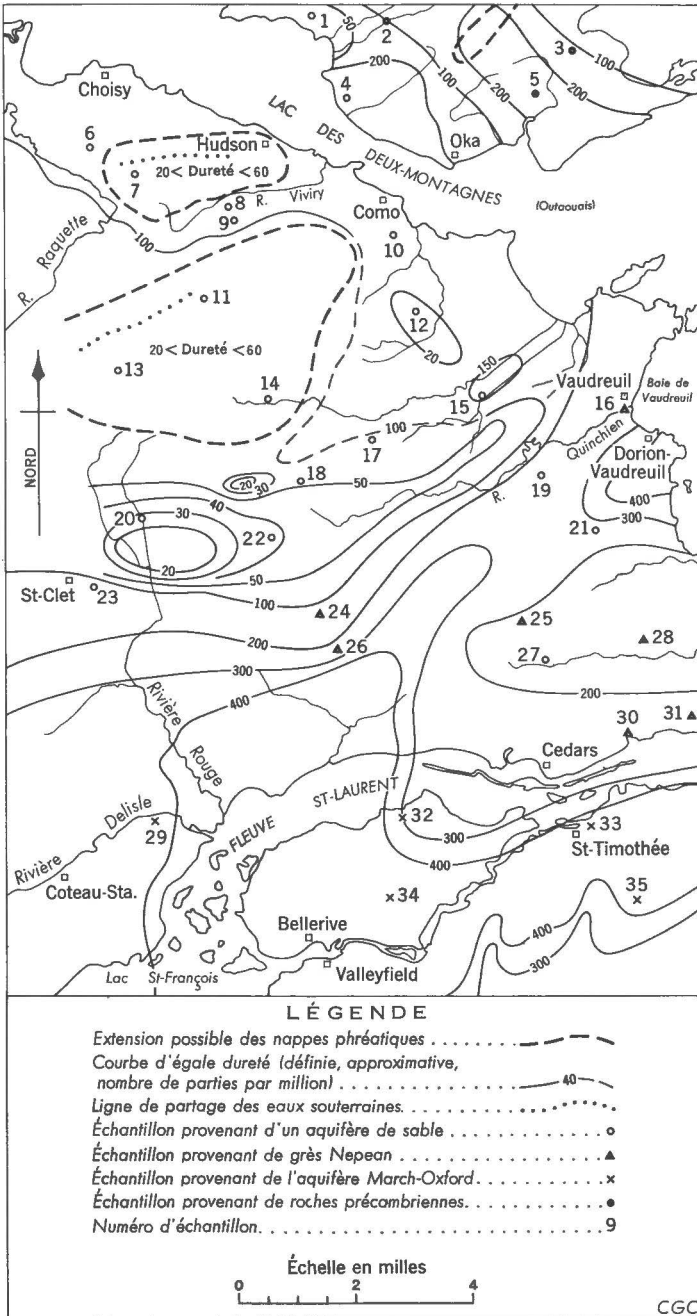 1
50
2
3
100
200
100
4
5
200
200
Choisy
LAC DES DEUX-MONTAGNES
Oka
6
Hudson
20 < Dureté < 60
7
(Outaouais)
8
R. Viviry
Como
9
100
10
R. Raquette
11
12
20 < Dureté < 60
20
13
150
Vaudreuil
Baie de
Vaudreuil
14
15
16
NORD
100
Quinchien
17
Dorion-
Vaudreuil
20
30
18
50
R.
19
400
40
300
20
30
22
21
20
50
St-Clet
23
100
24
25
28
200
26
27
300
200
400
31
Rivière Rouge
30
Cedars
FLEUVE ST-LAURENT
Rivière Delisle
32
29
300
33
St-Timothée
400
Coteau-Sta.
34
35
Bellerive
400
300
Lac St-François
Valleyfield
LÉGENDE
Extension possible des nappes phréatiques
Courbe d'égale dureté (définie, approximative,
nombre de parties par million) 40
Ligne de partage des eaux souterraines
Échantillon provenant d'un aquifère de sable
Échantillon provenant de grès Nepean
Échantillon provenant de l'aquifère March-Oxford
Échantillon provenant de roches précambriennes
Numéro d'échantillon 9
Échelle en milles
0 2 4
CGC